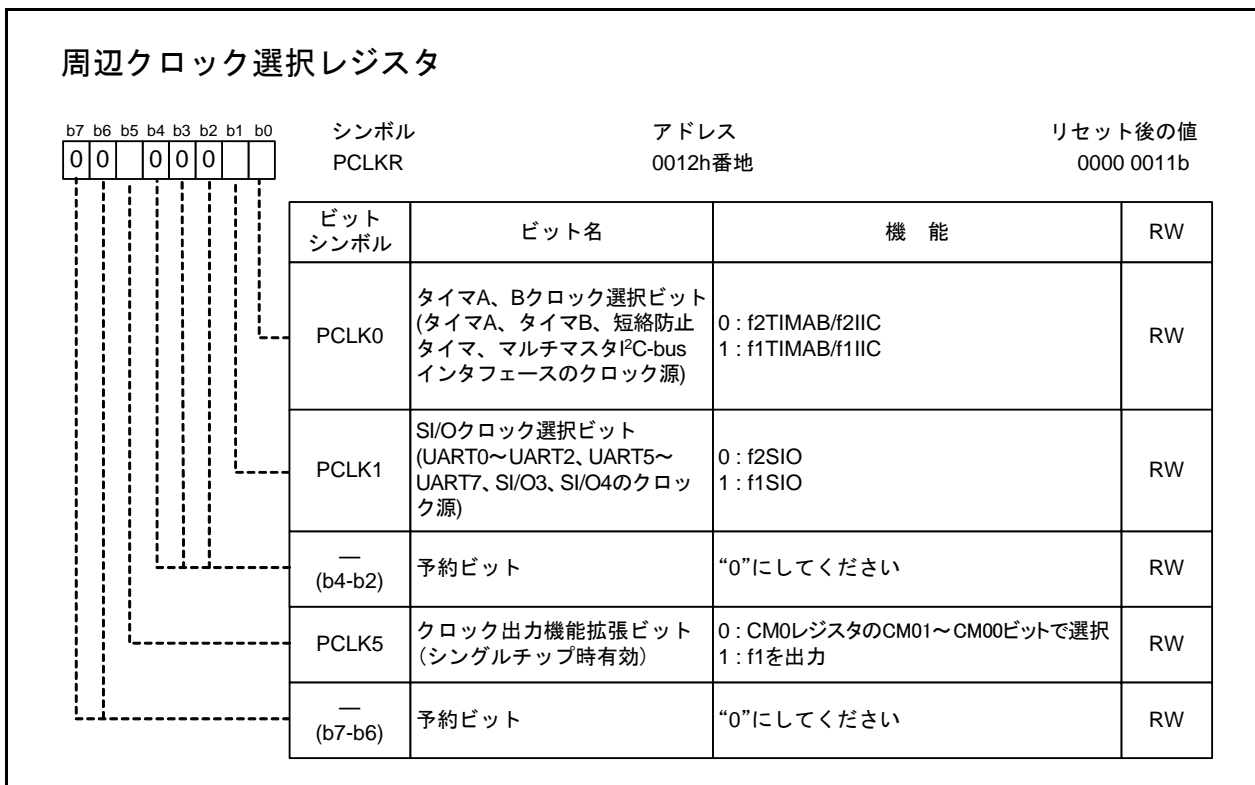 周辺クロック選択レジスタ
b7 b6 b5 b4 b3 b2 b1 b0
0 0 0 0 0
シンボル
アドレス
リセット後の値
PCLKR
0012h番地
0000 0011b
ビット
シンボル
ビット名
機 能
RW
PCLK0
タイマA、Bクロック選択ビット
(タイマA、タイマB、短絡防止
タイマ、マルチマスタI²C-bus
インタフェースのクロック源)
0 : f2TIMAB/f2IIC
1 : f1TIMAB/f1IIC
RW
PCLK1
SI/Oクロック選択ビット
(UART0～UART2、UART5～
UART7、SI/O3、SI/O4のクロッ
ク源)
0 : f2SIO
1 : f1SIO
RW
—
(b4-b2)
予約ビット
“0”にしてください
RW
PCLK5
クロック出力機能拡張ビット
（シングルチップ時有効）
0 : CM0レジスタのCM01～CM00ビットで選択
1 : f1を出力
RW
—
(b7-b6)
予約ビット
“0”にしてください
RW